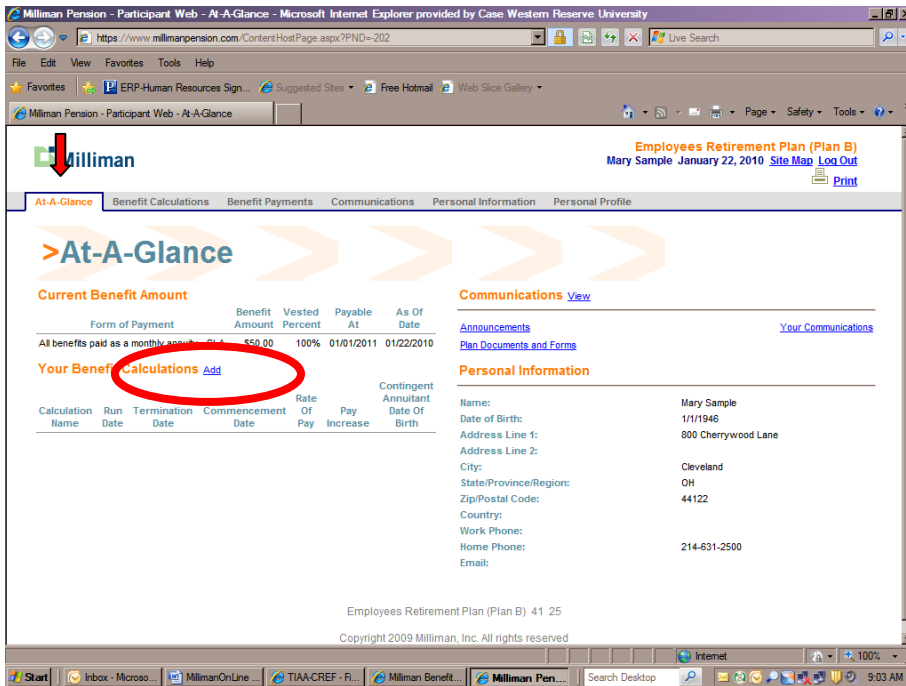 Milliman Pension - Participant Web - At-A-Glance - Microsoft Internet Explorer provided by Case Western Reserve University
https://www.millimanpension.com/ContentHostPage.aspx?PND=-202
Live Search
File Edit View Favorites Tools Help
Favorites ERP-Human Resources Sign... Suggested Sites Free Hotmail Web Slice Gallery
Milliman Pension - Participant Web - At-A-Glance
Page Safety Tools
Milliman
Employees Retirement Plan (Plan B)
Mary Sample January 22, 2010 Site Map Log Out
Print
At-A-Glance Benefit Calculations Benefit Payments Communications Personal Information Personal Profile
>At-A-Glance
Current Benefit Amount
Form of Payment Benefit Amount Vested Percent Payable At As Of Date
All benefits paid as a monthly $50.00 100% 01/01/2011 01/22/2010
Your Benefit Calculations Add
Calculation Name Run Date Termination Date Commencement Date Rate Of Pay Pay Increase Contingent Annuitant Date Of Birth
Communications View
Announcements Your Communications
Plan Documents and Forms
Personal Information
Name: Mary Sample
Date of Birth: 1/1/1946
Address Line 1: 800 Cherrywood Lane
Address Line 2:
City: Cleveland
State/Province/Region: OH
Zip/Postal Code: 44122
Country:
Work Phone:
Home Phone: 214-631-2500
Email:
Employees Retirement Plan (Plan B) 41 25
Copyright 2009 Milliman, Inc. All rights reserved
Internet 100%
Start Inbox - Microso... MillimanOnLine ... TIAA-CREF - Fi... Milliman Benefit... Milliman Pen... Search Desktop 9:03 AM